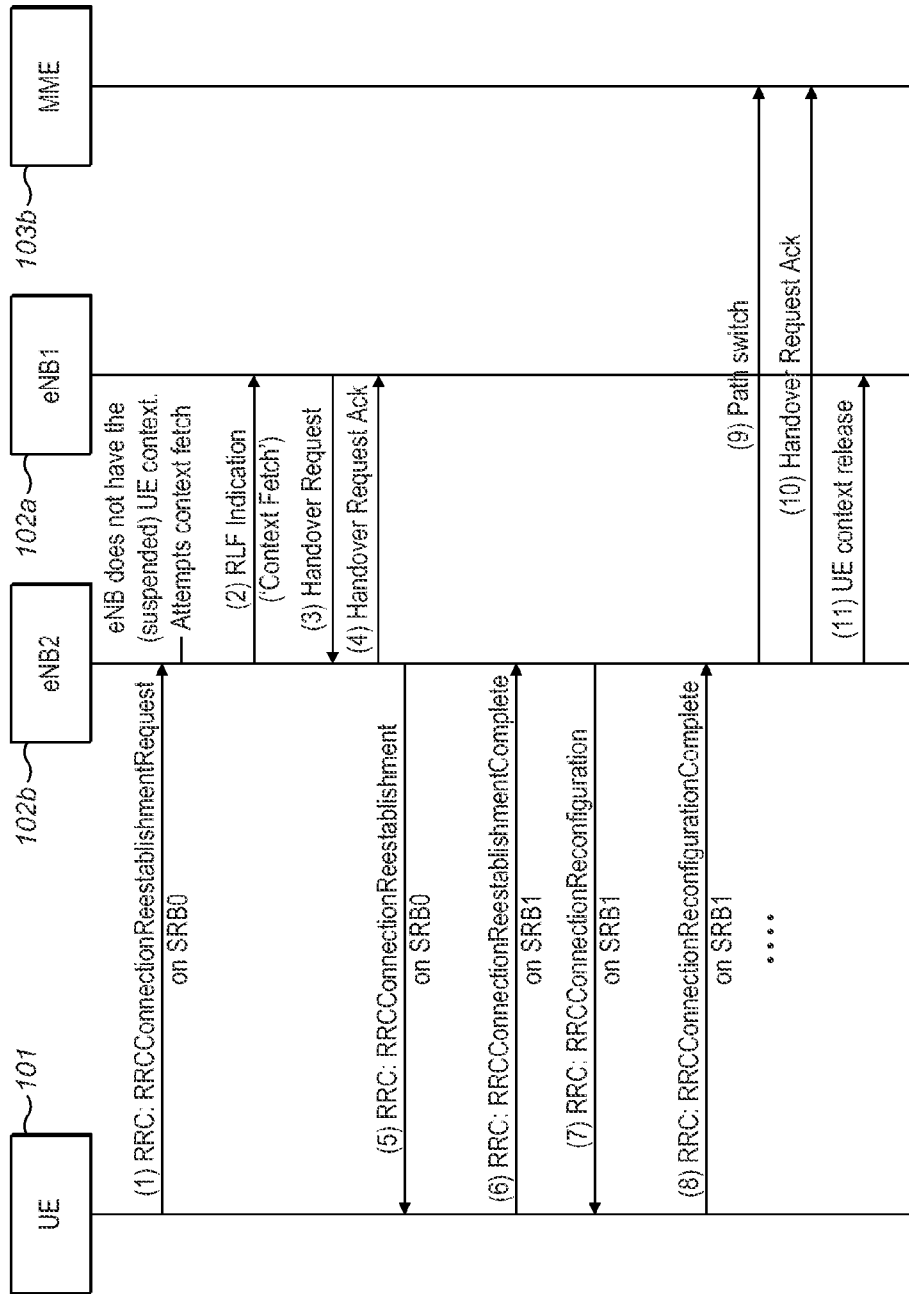 UE
101
eNB2
102b
eNB1
102a
MME
103b
(1) RRC: RRCConnectionReestablishmentRequest
on SRB0
eNB does not have the
(suspended) UE context.
Attempts context fetch
(2) RLF Indication
('Context Fetch')
(3) Handover Request
(4) Handover Request Ack
(5) RRC: RRCConnectionReestablishment
on SRB0
(6) RRC: RRCConnectionReestablishmentComplete
on SRB1
(7) RRC: RRCConnectionReconfiguration
on SRB1
(8) RRC: RRCConnectionReconfigurationComplete
on SRB1
....
(9) Path switch
(10) Handover Request Ack
(11) UE context release